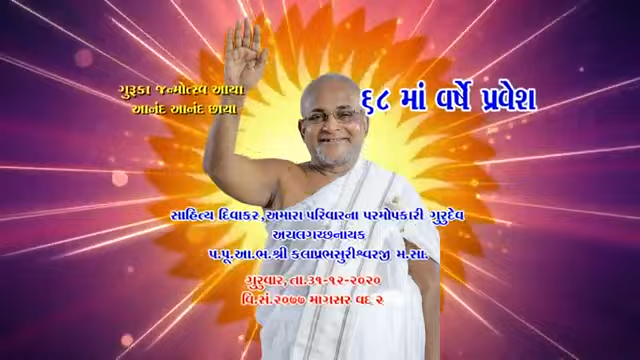 ગુરૂકા જન્મોત્સ્વ આયા
આનંદ આનંદ છાયા
૬૮ માં વર્ષે પ્રવેશ
સાહિત્ય દિવાકર,અમારા પરિવારના પરમોપકારી ગુરુદેવ
અચલગચ્છનાયક
પ.પૂ.આ.ભ.શ્રી કલાપ્રભસુરીશ્વરજી મ.સા.
ગુરુવાર,તા.૩૧-૧૨-૨૦૨૦
વિ.સં.૨૦૭૭ માગસર વદ ૨